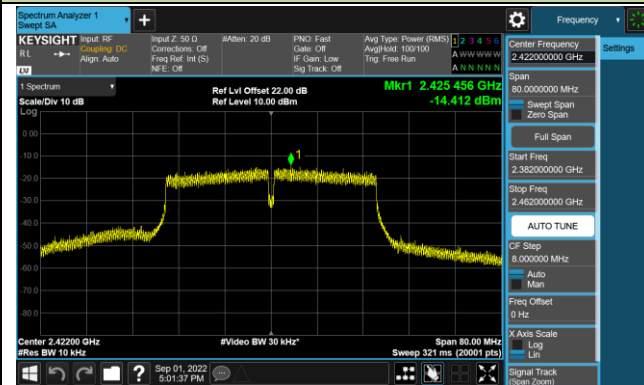 Spectrum Analyzer 1
Swept SA
Frequency
KEYSIGHT
Input: RF
Coupling: DC
Align: Auto
Input Z: 50 Ω
Corrections: Off
Freq Ref: Int (S)
NFE: Off
#Atten: 20 dB
PNO: Fast
Gate: Off
IF Gain: Low
Sig Track: Off
Avg Type: Power (RMS)
Avg|Hold: 100/100
Trig: Free Run
1 2 3 4 5 6
A W W W W W
A N N N N N
RL
LXI
Settings
1 Spectrum
Scale/Div 10 dB
Log
Ref Lvl Offset 22.00 dB
Ref Level 10.00 dBm
Mkr1 2.425 456 GHz
-14.412 dBm
0.00
-10.0
-20.0
-30.0
-40.0
-50.0
-60.0
-70.0
-80.0
1
Center 2.42200 GHz
#Res BW 10 kHz
#Video BW 30 kHz*
Span 80.00 MHz
Sweep 321 ms (20001 pts)
Center Frequency
2.422000000 GHz
Span
80.0000000 MHz
Swept Span
Zero Span
Full Span
Start Freq
2.382000000 GHz
Stop Freq
2.462000000 GHz
AUTO TUNE
CF Step
8.000000 MHz
Auto
Man
Freq Offset
0 Hz
X Axis Scale
Log
Lin
Signal Track
(Span Zoom)
?
Sep 01, 2022
5:01:37 PM